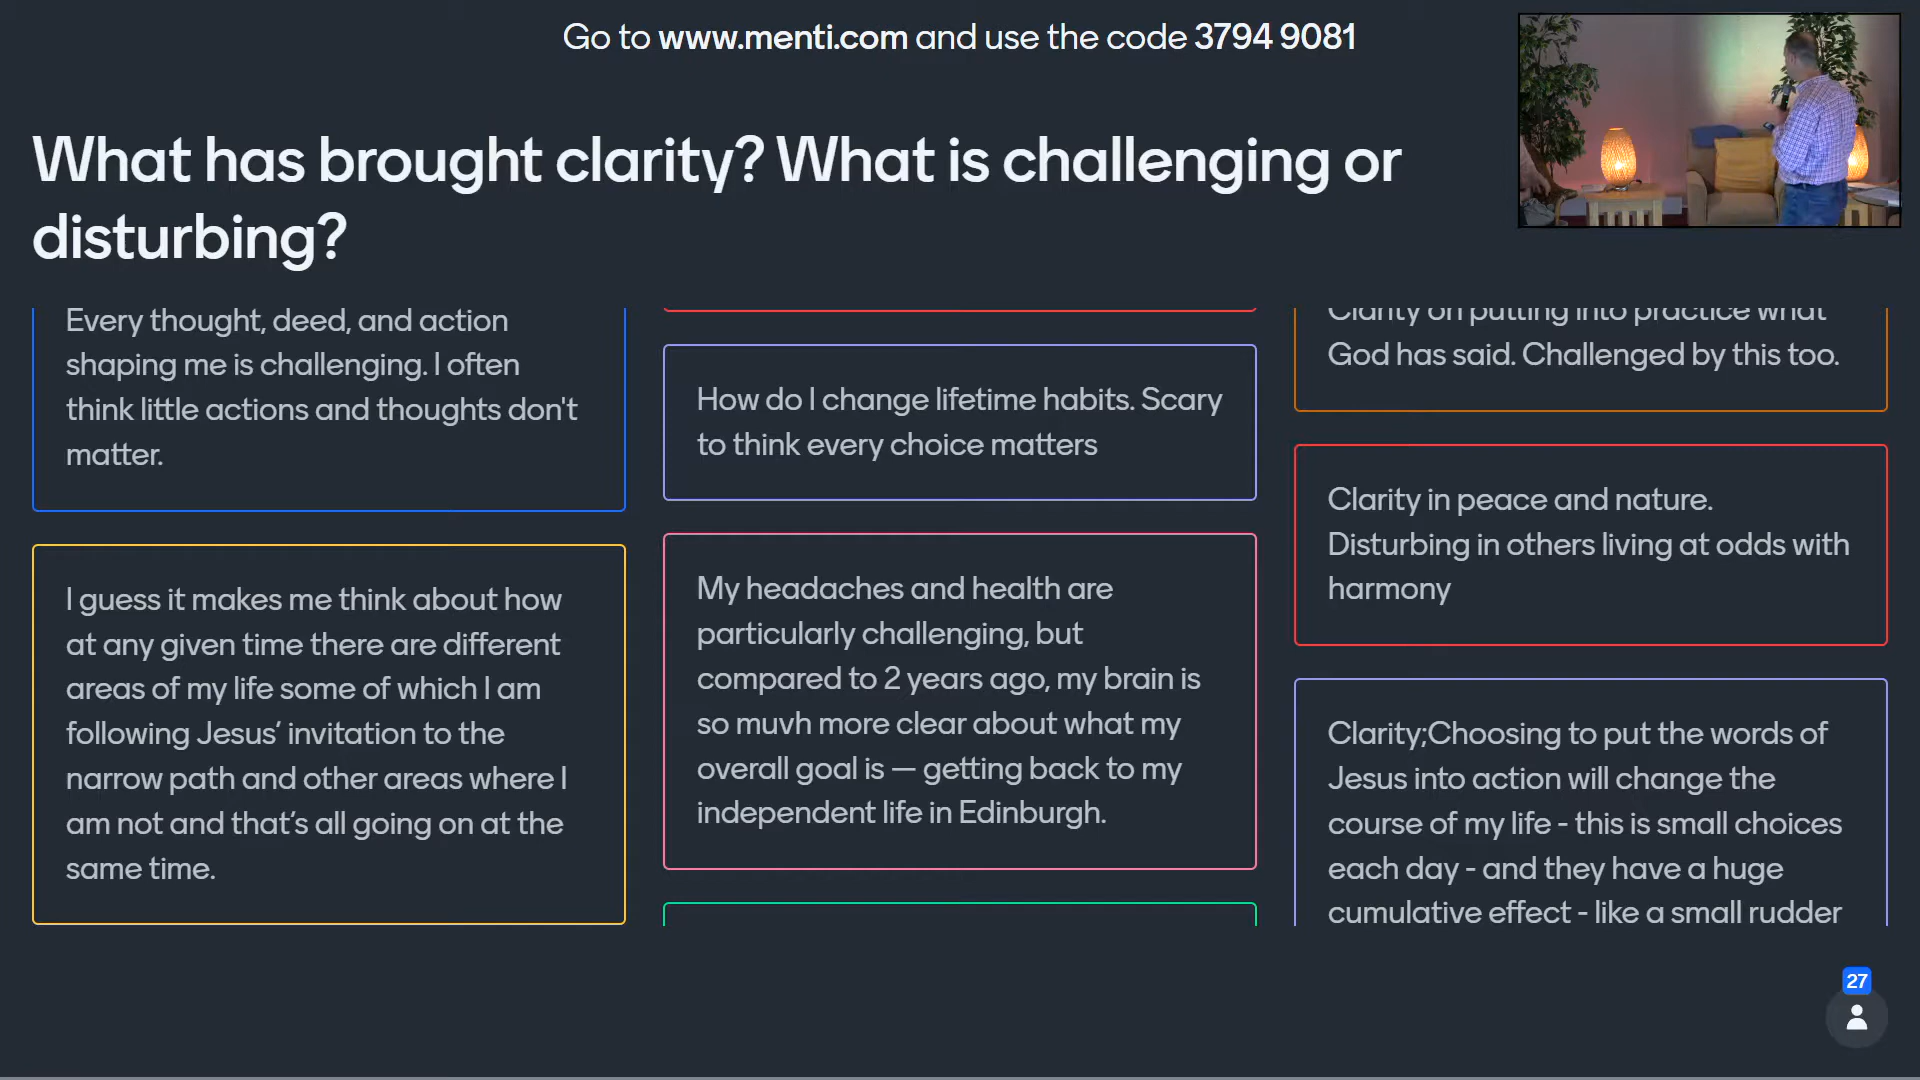 Go to www.menti.com and use the code 3794 9081
What has brought clarity? What is challenging or
disturbing?
Every thought, deed, and action
shaping me is challenging. I often
think little actions and thoughts don't
matter.
I guess it makes me think about how
at any given time there are different
areas of my life some of which I am
following Jesus’ invitation to the
narrow path and other areas where I
am not and that’s all going on at the
same time.
How do I change lifetime habits. Scary
to think every choice matters
My headaches and health are
particularly challenging, but
compared to 2 years ago, my brain is
so muvh more clear about what my
overall goal is — getting back to my
independent life in Edinburgh.
Clarity on putting into practice what
God has said. Challenged by this too.
Clarity in peace and nature.
Disturbing in others living at odds with
harmony
Clarity;Choosing to put the words of
Jesus into action will change the
course of my life - this is small choices
each day - and they have a huge
cumulative effect - like a small rudder
27